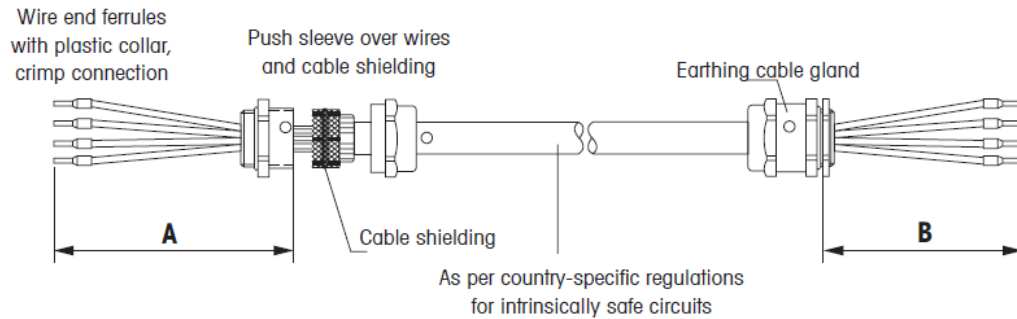 Wire end ferrules
with plastic collar,
crimp connection
Push sleeve over wires
and cable shielding
Earthing cable gland
A
B
Cable shielding
As per country-specific regulations
for intrinsically safe circuits